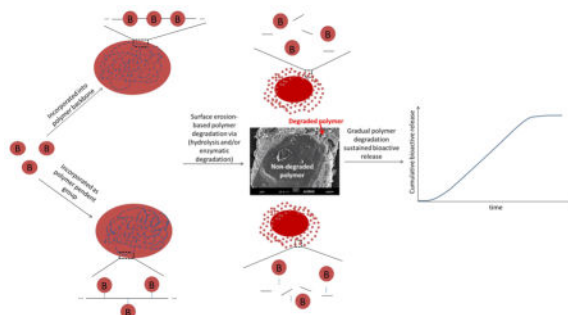 B B B
B
B
B
Incorporated into
polymer backbone
B B
B
Incorporated as
polymer pendent
group
B B
B
Surface erosion-
based polymer
degradation via
(hydrolysis and/or
enzymatic
degradation)
Degraded polymer
Non-degraded
polymer
B B
B
Gradual polymer
degradation
sustained bioactive
release
Cumulative bioactive release
time